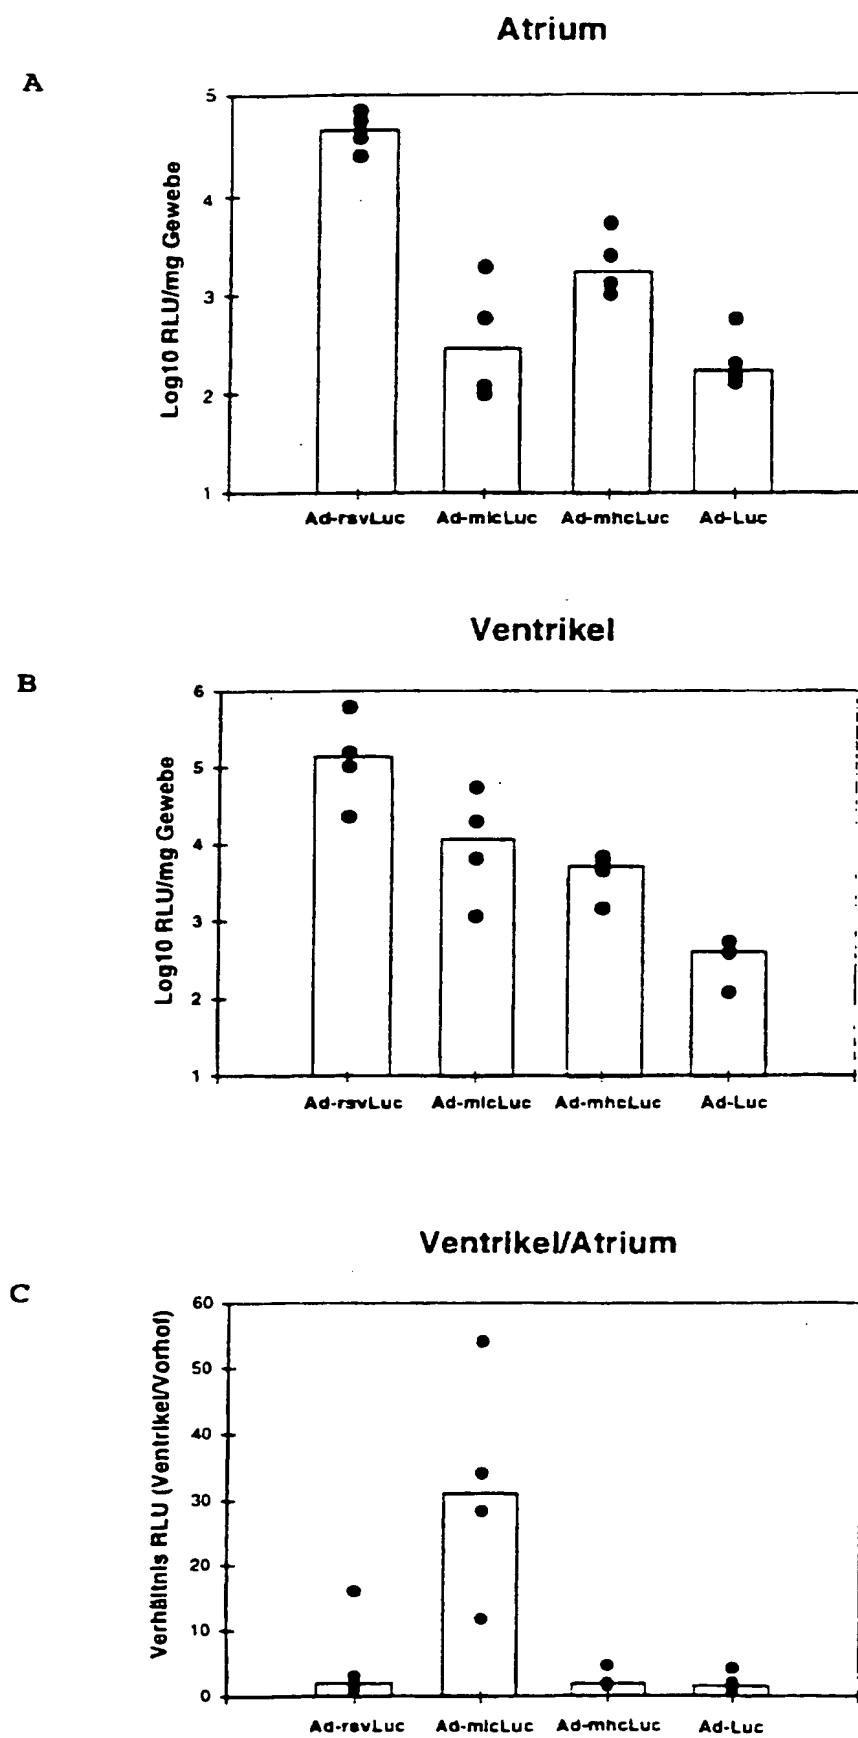 Atrium
A
Log10 RLU/mg Gewebe
5
4
3
2
1
Ad-rsvLuc Ad-mlcLuc Ad-mhcLuc Ad-Luc
Ventrikel
B
Log10 RLU/mg Gewebe
6
5
4
3
2
1
Ad-rsvLuc Ad-mlcLuc Ad-mhcLuc Ad-Luc
Ventrikel/Atrium
C
Verhältnis RLU (Ventrikel/Vorhof)
60
50
40
30
20
10
0
Ad-rsvLuc Ad-mlcLuc Ad-mhcLuc Ad-Luc